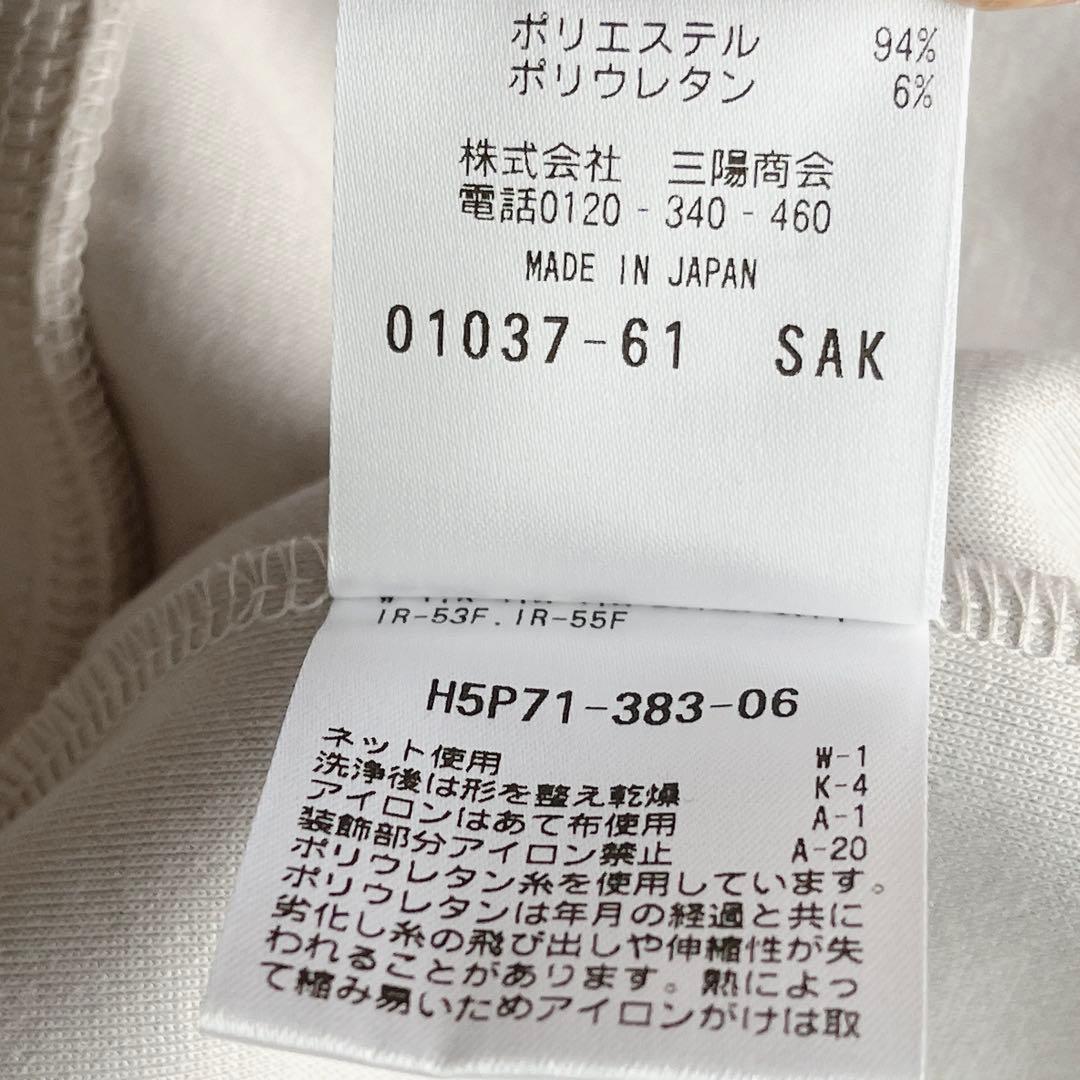 ポリエステル 94%
ポリウレタン 6%
株式会社 三陽商会
電話0120-340-460
MADE IN JAPAN
01037-61 SAK
IR-53F.IR-55F
H5P71-383-06
ネット使用 W-1
洗浄後は形を整え乾燥 K-4
アイロンはあて布使用 A-1
装飾部分アイロン禁止 A-20
ポリウレタン糸を使用しています。
ポリウレタンは年月の経過と共に
劣化し糸の飛び出しや伸縮性が失
われることがあります。熱によっ
て縮み易いためアイロンがけは取